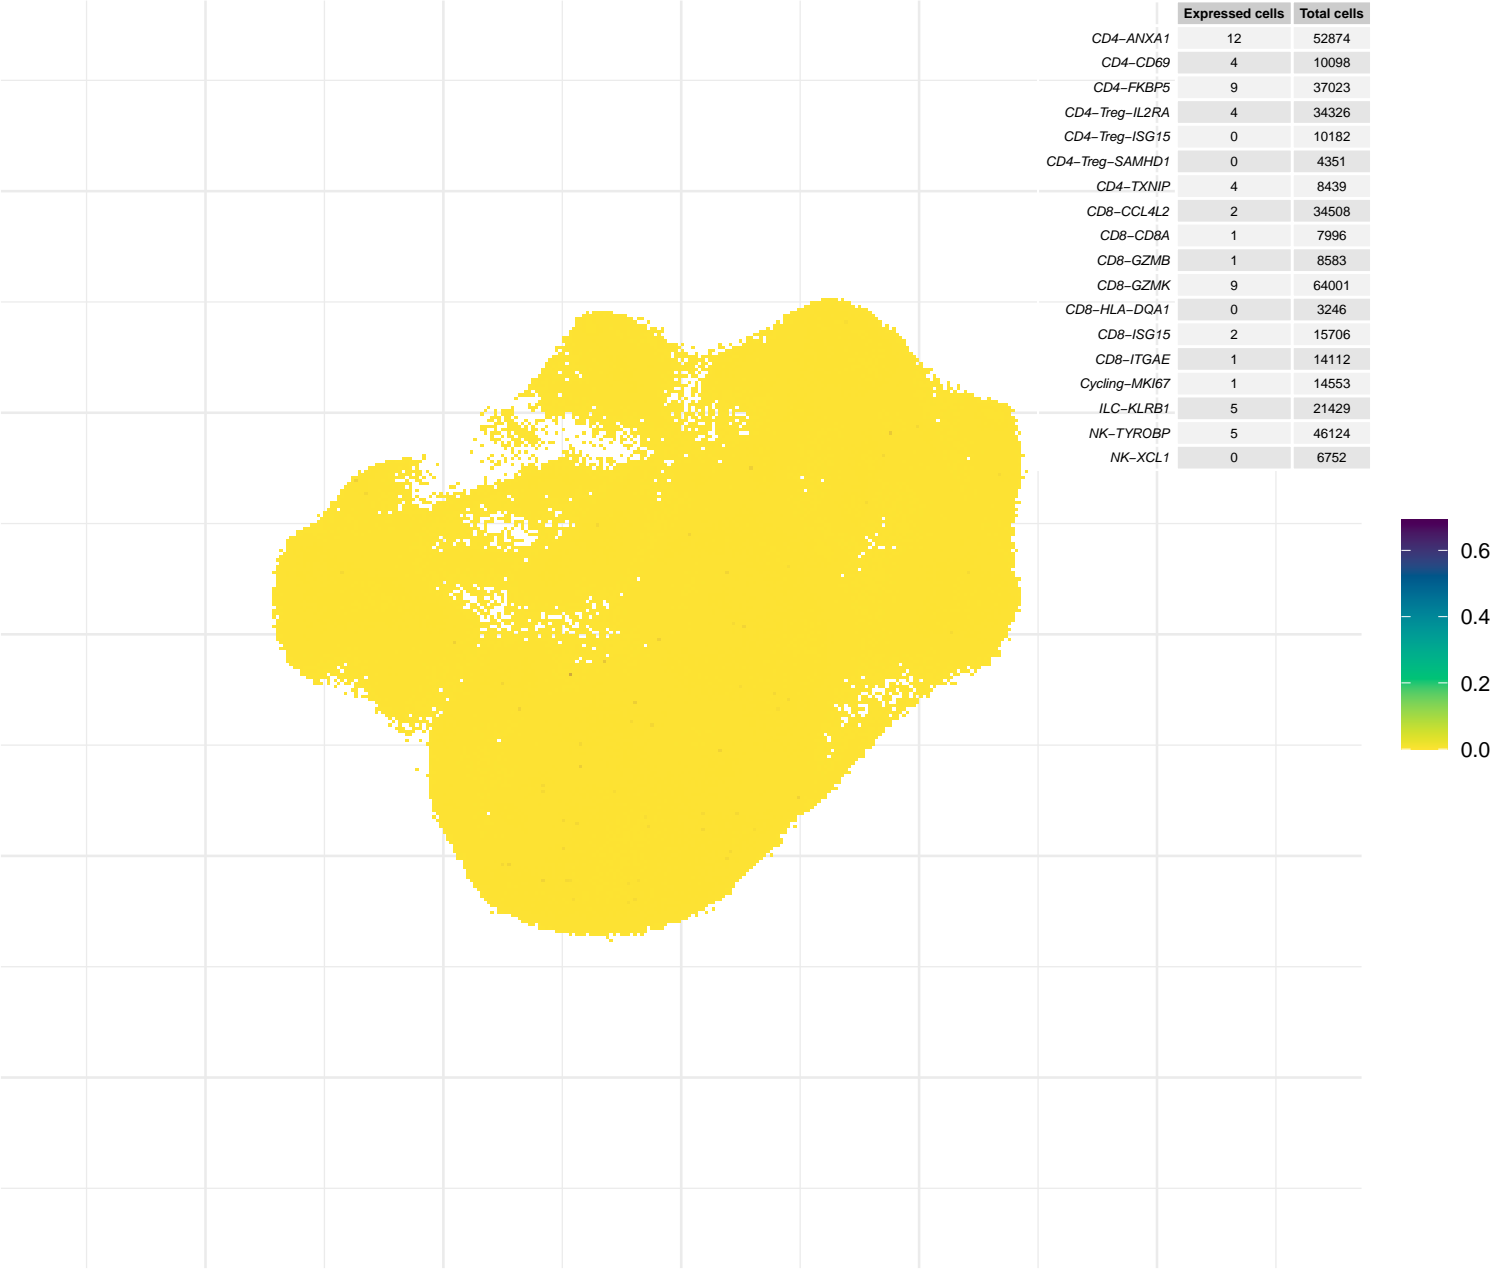 Expressed cells Total cells
CD4−ANXA1 12 52874
CD4−CD69 4 10098
CD4−FKBP5 9 37023
CD4−Treg−IL2RA 4 34326
CD4−Treg−ISG15 0 10182
CD4−Treg−SAMHD1 0 4351
CD4−TXNIP 4 8439
CD8−CCL4L2 2 34508
CD8−CD8A 1 7996
CD8−GZMB 1 8583
CD8−GZMK 9 64001
CD8−HLA−DQA1 0 3246
CD8−ISG15 2 15706
CD8−ITGAE 1 14112
Cycling−MKI67 1 14553
ILC−KLRB1 5 21429
NK−TYROBP 5 46124
NK−XCL1 0 6752
0.6
0.4
0.2
0.0